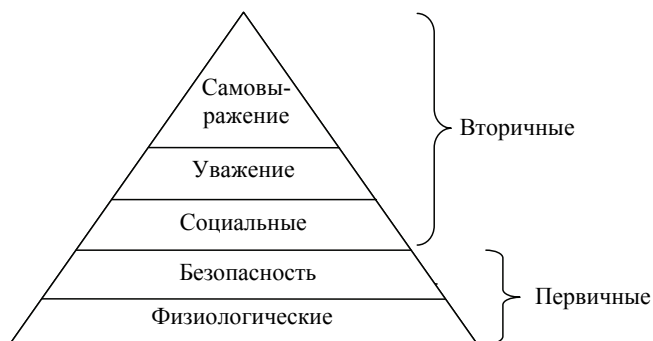 Самовы-
ражение
Вторичные
Уважение
Социальные
Безопасность
Первичные
Физиологические